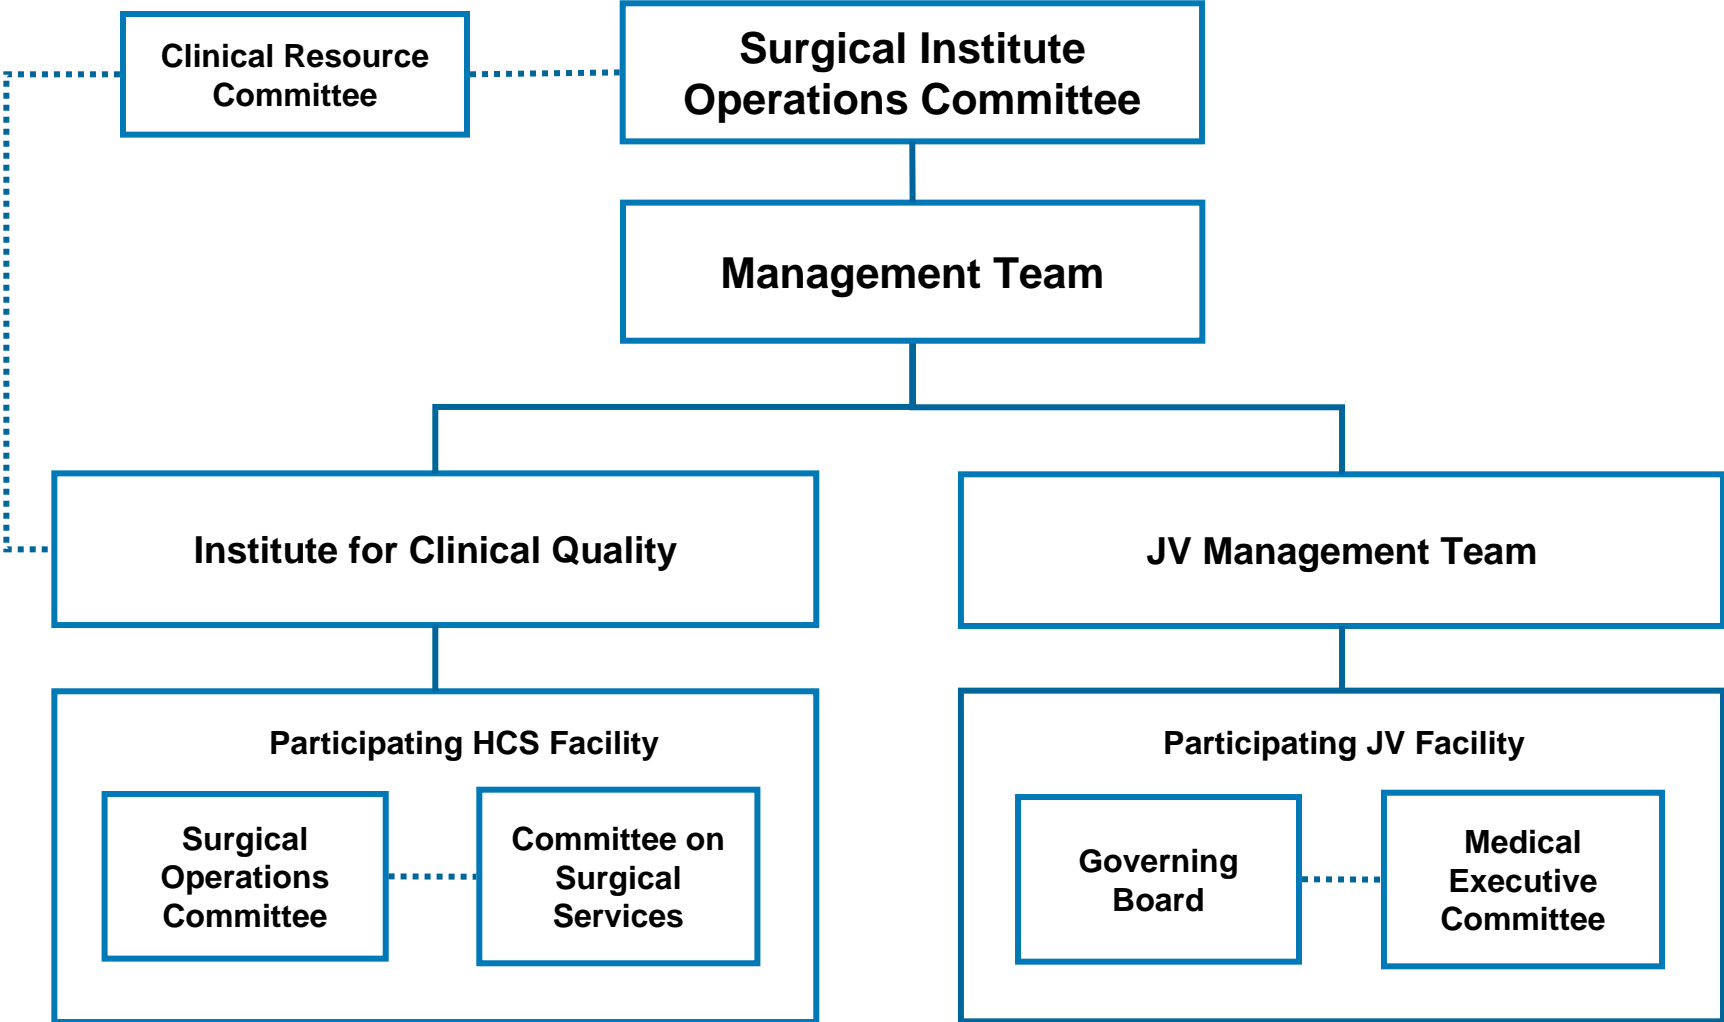 Clinical Resource
Committee
Surgical Institute
Operations Committee
Management Team
Institute for Clinical Quality
JV Management Team
Participating HCS Facility
Surgical
Operations
Committee
Committee on
Surgical
Services
Participating JV Facility
Governing
Board
Medical
Executive
Committee